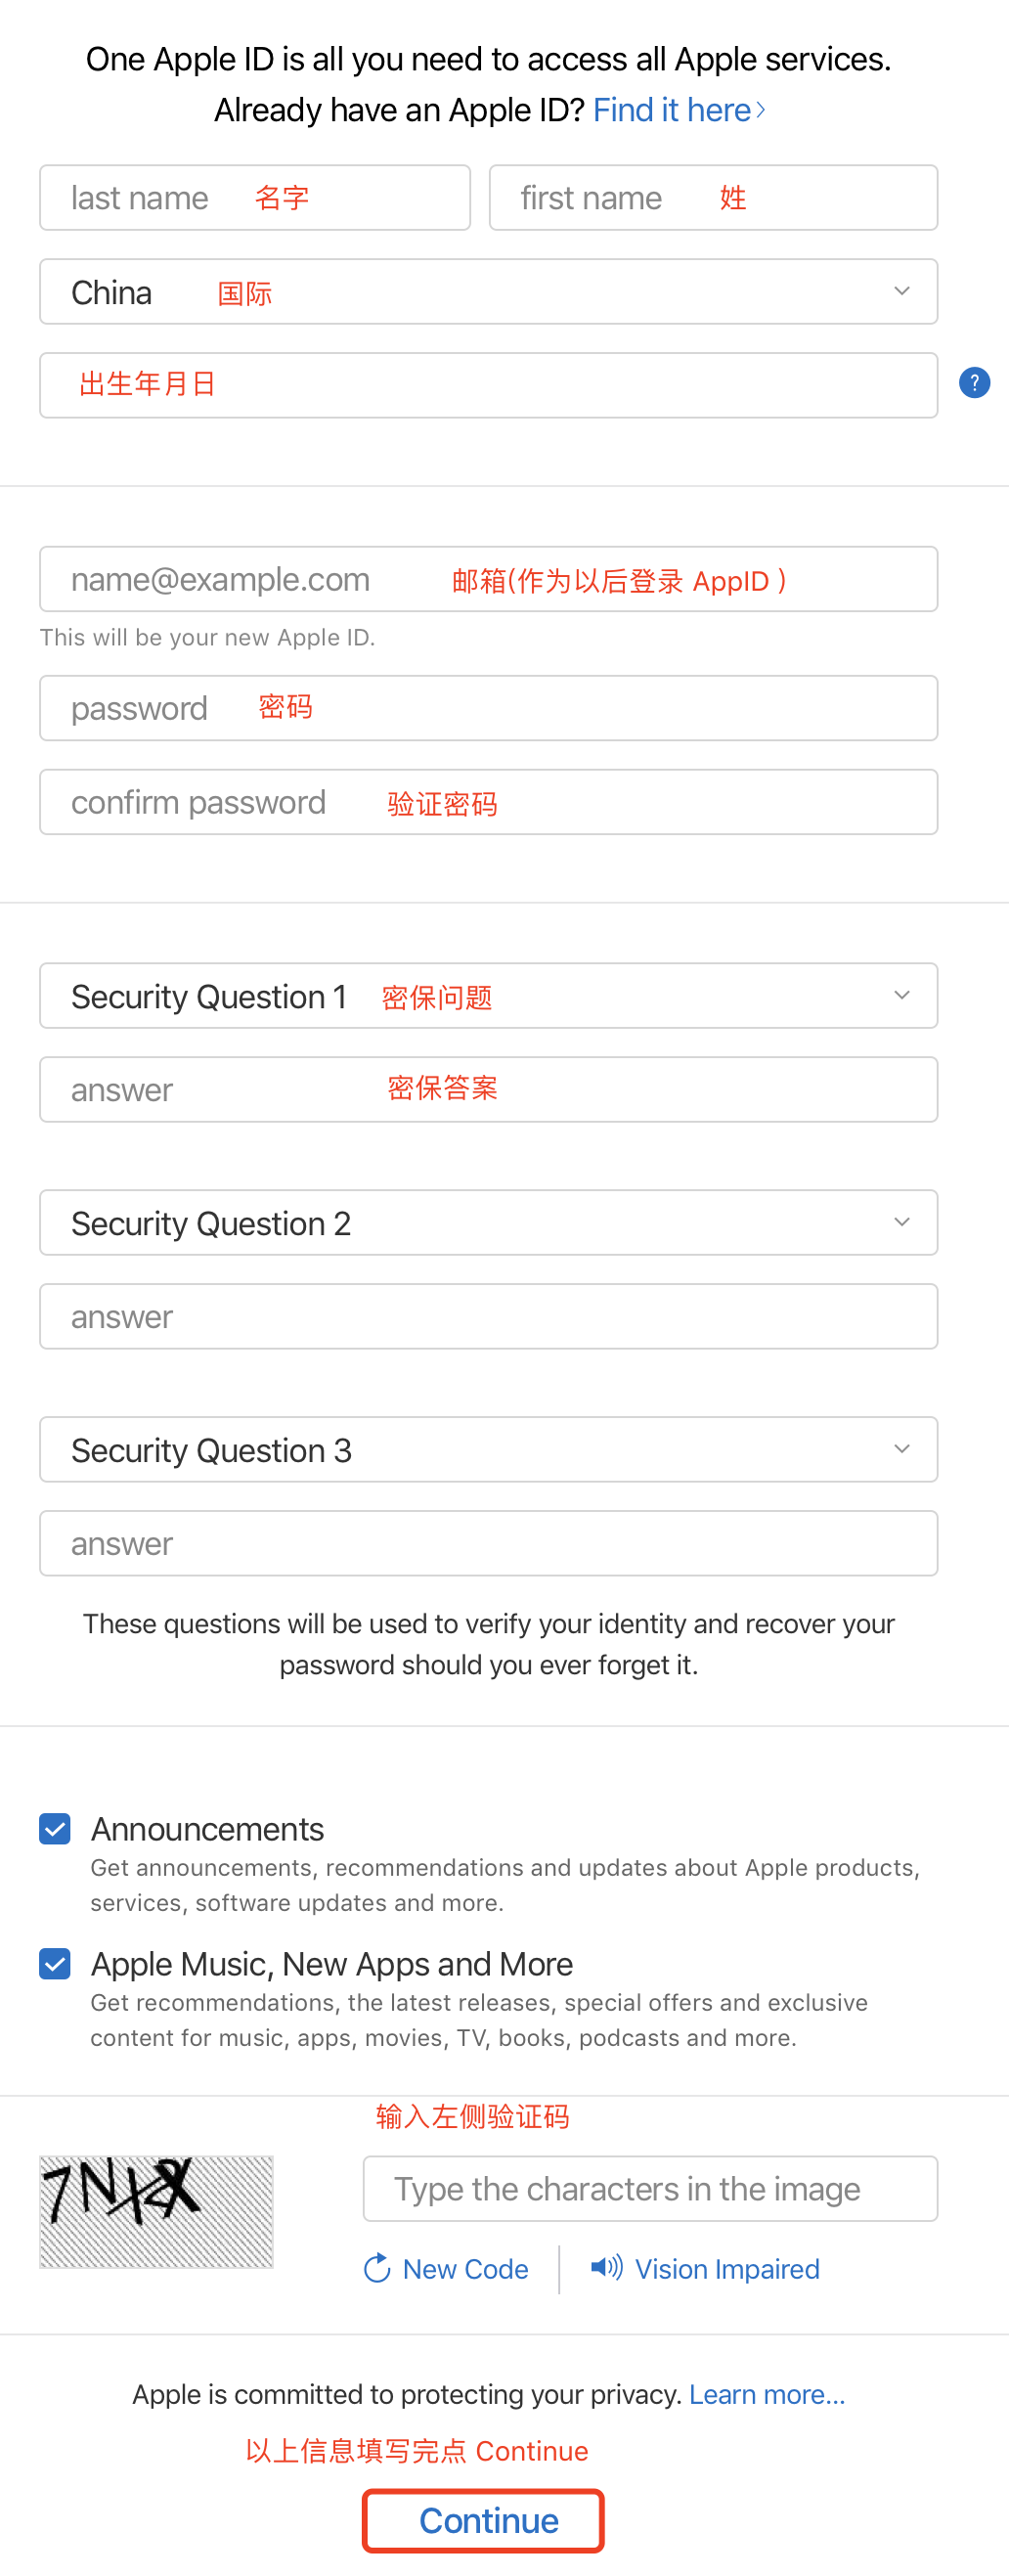 One Apple ID is all you need to access all Apple services.
Already have an Apple ID? Find it here ›
last name 名字 first name 姓
China 国际
出生年月日 ?
name@example.com 邮箱(作为以后登录 AppID )
This will be your new Apple ID.
password 密码
confirm password 验证密码
Security Question 1 密保问题
answer 密保答案
Security Question 2
answer
Security Question 3
answer
These questions will be used to verify your identity and recover your
password should you ever forget it.
Announcements
Get announcements, recommendations and updates about Apple products,
services, software updates and more.
Apple Music, New Apps and More
Get recommendations, the latest releases, special offers and exclusive
content for music, apps, movies, TV, books, podcasts and more.
输入左侧验证码
Type the characters in the image
New Code Vision Impaired
Apple is committed to protecting your privacy. Learn more...
以上信息填写完点 Continue
Continue